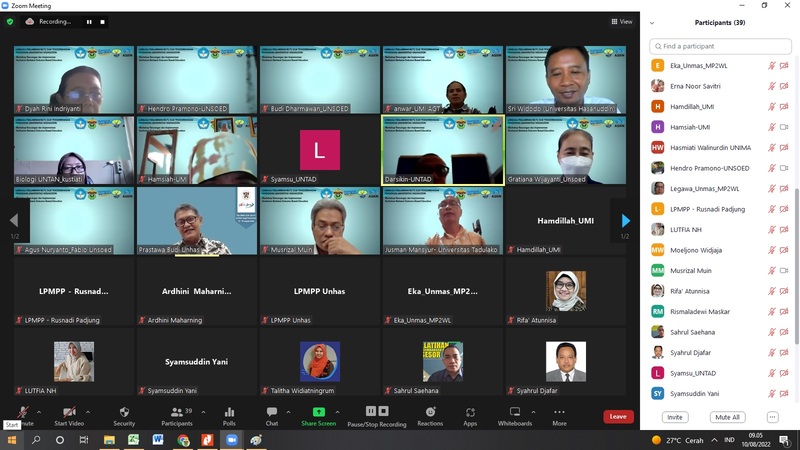 Zoom Meeting
Recording...
View
Dyah Rini Indriyanti
Hendro Pramono-UNSOED
Budi Dharmawan_UNSOED
anwar_UMI AGT
Sri Widodo (Universitas Hasanuddin)
Biologi UNTAN_kustiati
Hamsiah-UMI
L
Syamsu_UNTAD
Darsikin-UNTAD
Gratiana Wijayanti_Unsoed
Agus Nuryanto_Fabio Unsoed
Prastawa Budi Unhas
Musrizal Muin
Jusman Mansjur- Universitas Tadulako
Hamdillah_UMI
Hamdillah_UMI
1/2
1/2
LPMPP - Rusnad...
LPMPP - Rusnadi Padjung
Ardhini Maharni...
Ardhini Maharning
LPMPP Unhas
LPMPP Unhas
Eka_Unmas_MP2...
Eka_Unmas_MP2WL
Rifa' Atunnisa
LUTFIA NH
Syamsuddin Yani
Syamsuddin Yani
Talitha Widiatningrum
Sahrul Saehana
Syahrul Djafar
Start
Start Video
Security
39
Participants
Polls
Chat
Share Screen
Pause/Stop Recording
Reactions
Apps
Whiteboards
More
Leave
Participants (39)
Find a participant
E Eka_Unmas_MP2WL
Erna Noor Savitri
H Hamdillah_UMI
H Hamsiah-UMI
HW Hasmiati Walinurdin UNIMA
Hendro Pramono-UNSOED
Legawa_Unmas_MP2WL
L LPMPP - Rusnadi Padjung
LUTFIA NH
MW Moeljono Widjaja
MM Musrizal Muin
Rifa' Atunnisa
RM Rismaladewi Maskar
Sahrul Saehana
Syahrul Djafar
L Syamsu_UNTAD
SY Syamsuddin Yani
Invite
Mute All
...
27°C Cerah
IND
09.05
10/08/2022